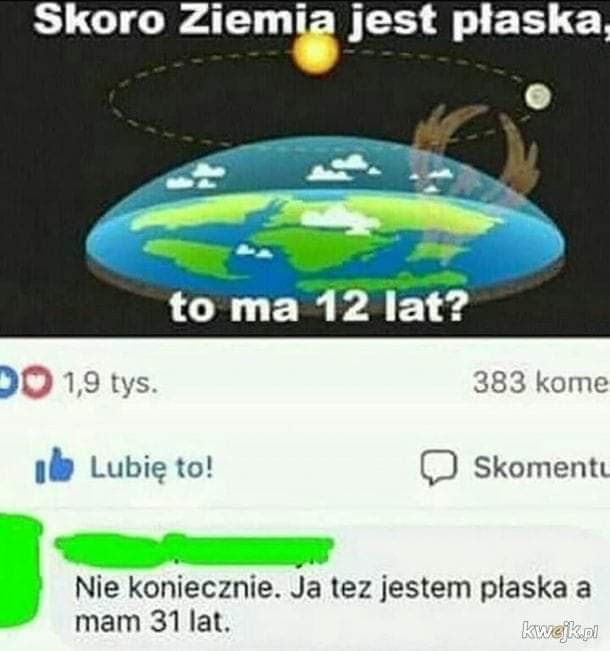 Skoro Ziemia jest płaska,
to ma 12 lat?
1,9 tys.
383 kome
Lubię to!
Skomentu
Nie koniecznie. Ja tez jestem płaska a
mam 31 lat.
kwejk.pl